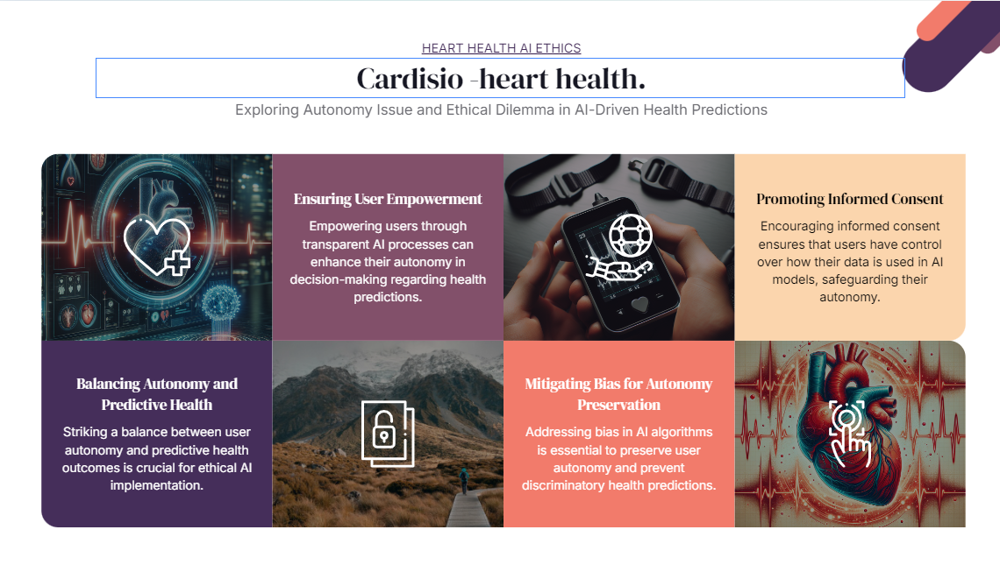 HEART HEALTH AI ETHICS
Cardisio -heart health.
Exploring Autonomy Issue and Ethical Dilemma in AI-Driven Health Predictions
Ensuring User Empowerment
Empowering users through
transparent AI processes can
enhance their autonomy in
decision-making regarding health
predictions.
23
Promoting Informed Consent
Encouraging informed consent
ensures that users have control
over how their data is used in AI
models, safeguarding their
autonomy.
Balancing Autonomy and
Predictive Health
Striking a balance between user
autonomy and predictive health
outcomes is crucial for ethical AI
implementation.
Mitigating Bias for Autonomy
Preservation
Addressing bias in AI algorithms
is essential to preserve user
autonomy and prevent
discriminatory health predictions.